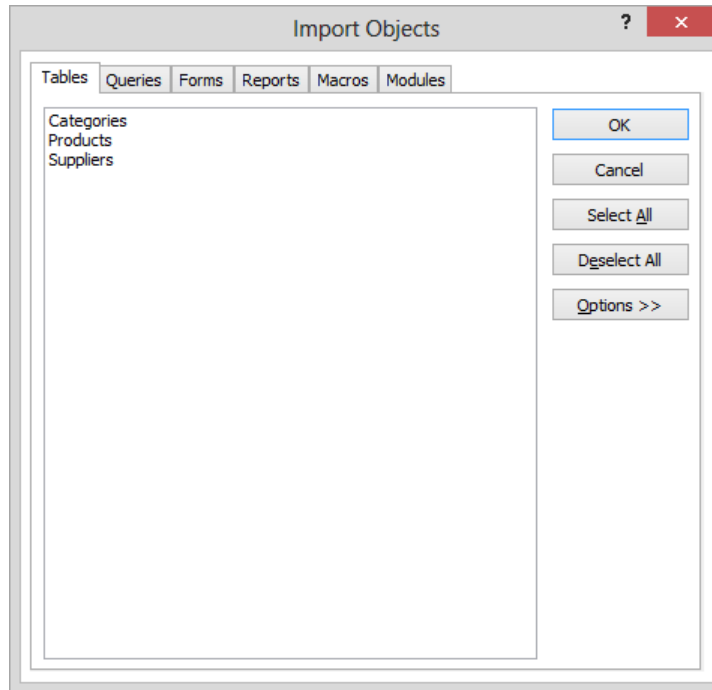 Import Objects
?
×
Tables Queries Forms Reports Macros Modules
Categories
Products
Suppliers
OK
Cancel
Select All
Deselect All
Options >>